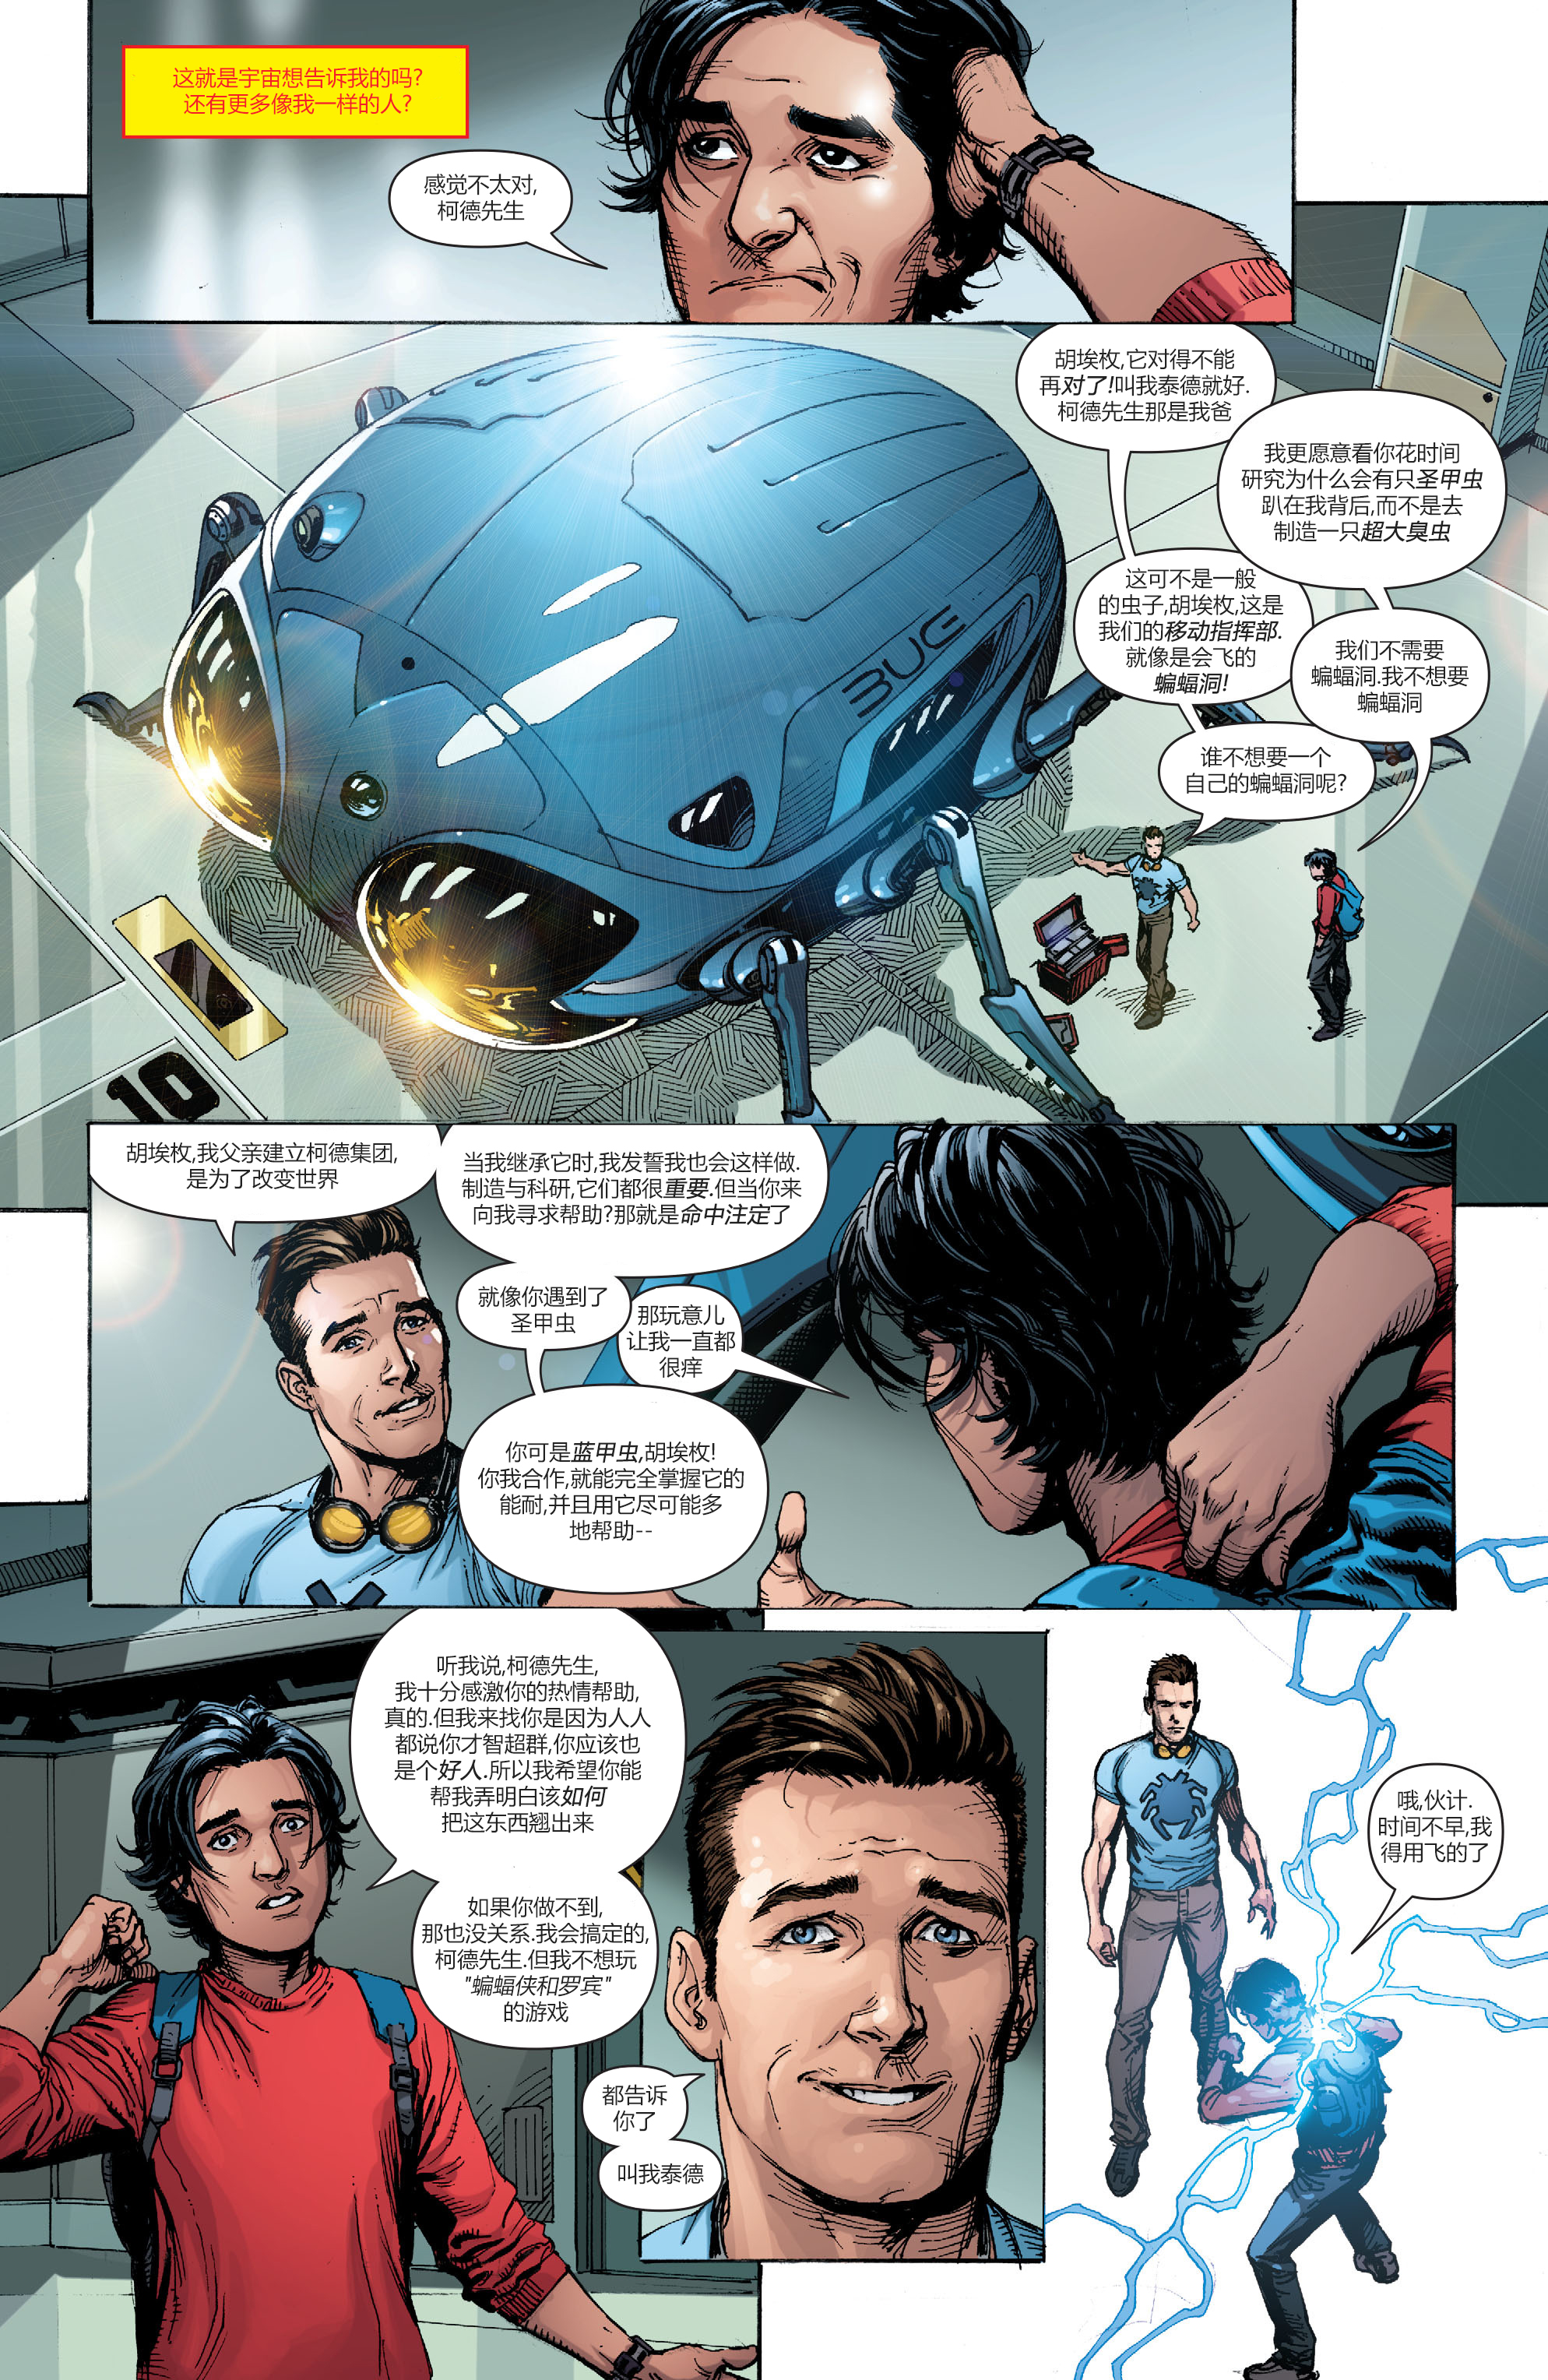 这就是宇宙想告诉我的吗?
还有更多像我一样的人?
感觉不太对,
柯德先生
胡埃枚,它对得不能
再对了!叫我泰德就好.
柯德先生那是我爸
我更愿意看你花时间
研究为什么会有只圣甲虫
趴在我背后,而不是去
制造一只超大臭虫
这可不是一般
的虫子,胡埃枚,这是
我们的移动指挥部.
就像是会飞的
蝙蝠洞!
我们不需要
蝙蝠洞.我不想要
蝙蝠洞
谁不想要一个
自己的蝙蝠洞呢?
BUG
10
胡埃枚,我父亲建立柯德集团,
是为了改变世界
当我继承它时,我发誓我也会这样做.
制造与科研,它们都很重要.但当你来
向我寻求帮助?那就是命中注定了
就像你遇到了
圣甲虫
那玩意儿
让我一直都
很痒
你可是蓝甲虫,胡埃枚!
你我合作,就能完全掌握它的
能耐,并且用它尽可能多
地帮助--
听我说,柯德先生,
我十分感激你的热情帮助,
真的.但我来找你是因为人人
都说你才智超群,你应该也
是个好人.所以我希望你能
帮我弄明白该如何
把这东西翘出来
如果你做不到,
那也没关系.我会搞定的,
柯德先生.但我不想玩
"蝙蝠侠和罗宾"
的游戏
都告诉
你了
叫我泰德
哦,伙计.
时间不早,我
得用飞的了